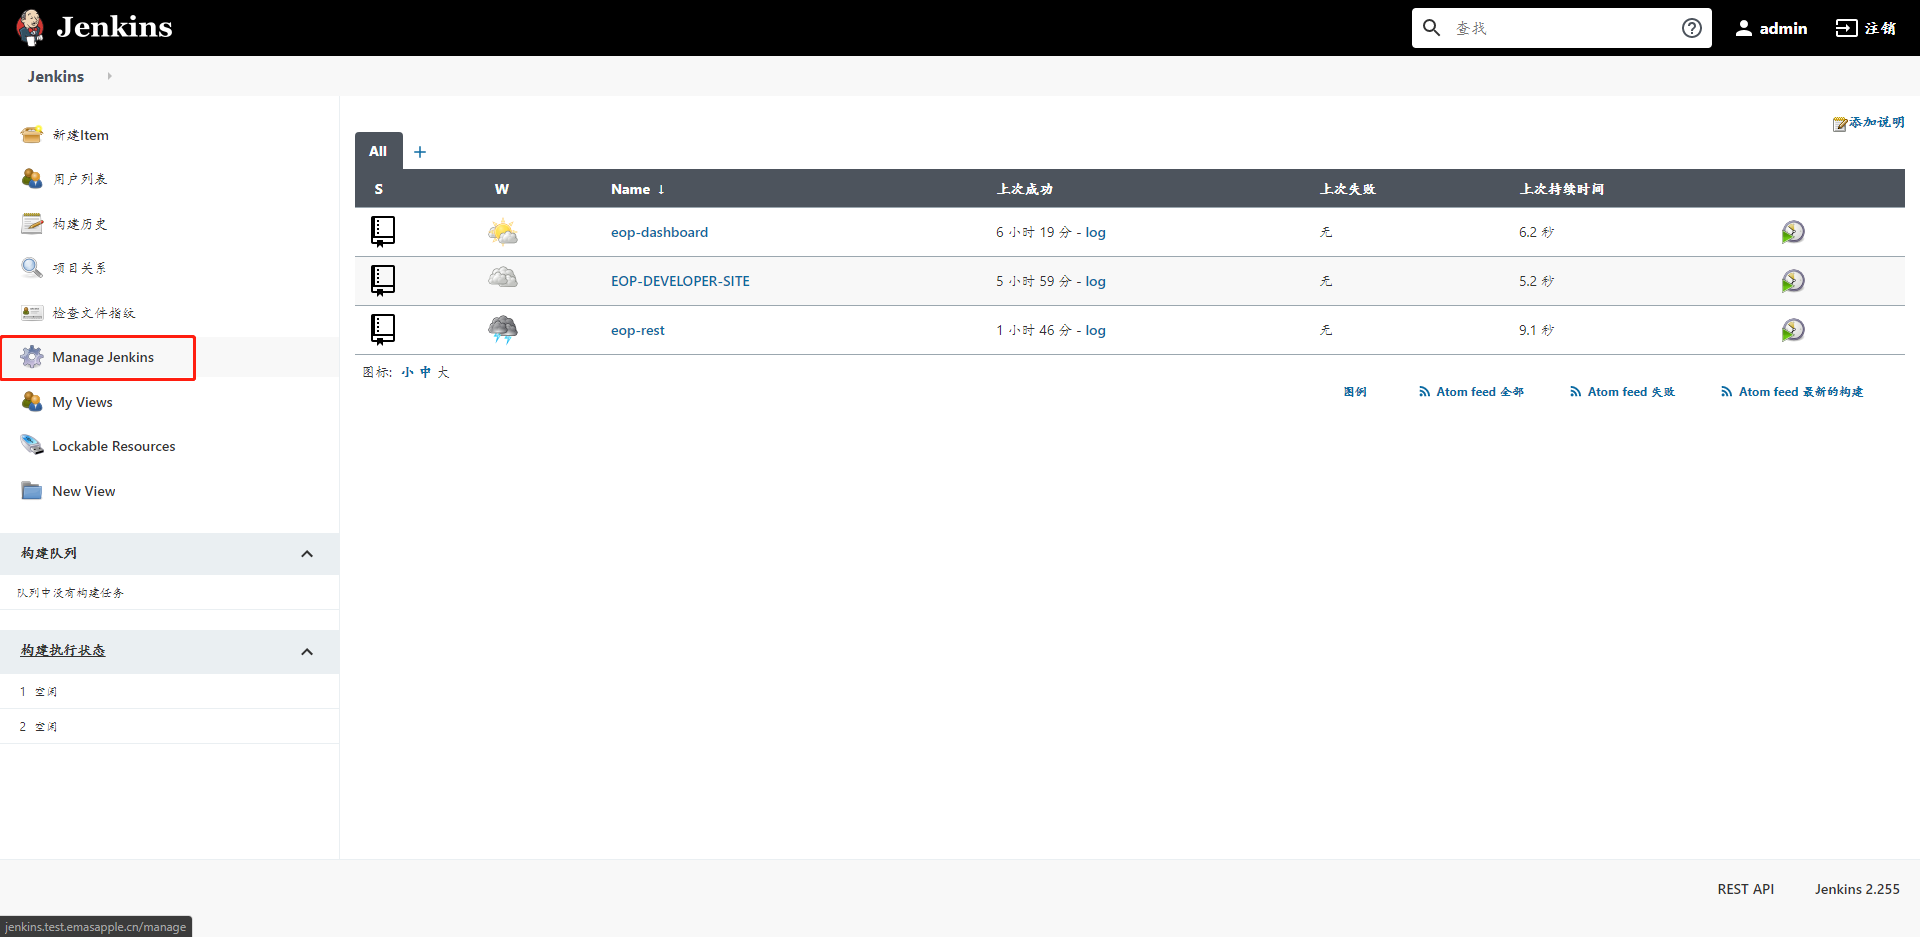 Jenkins
查找
admin
注销
Jenkins
新建Item
用户列表
构建历史
项目关系
检查文件指纹
Manage Jenkins
My Views
Lockable Resources
New View
构建队列
队列中没有构建任务
构建执行状态
1 空闲
2 空闲
添加说明
All +
S W Name ↓ 上次成功 上次失败 上次持续时间
eop-dashboard 6 小时 19 分 - log 无 6.2 秒
EOP-DEVELOPER-SITE 5 小时 59 分 - log 无 5.2 秒
eop-rest 1 小时 46 分 - log 无 9.1 秒
图标: 小 中 大
图例 Atom feed 全部 Atom feed 失败 Atom feed 最新的构建
REST API Jenkins 2.255
jenkins.test.emasapple.cn/manage